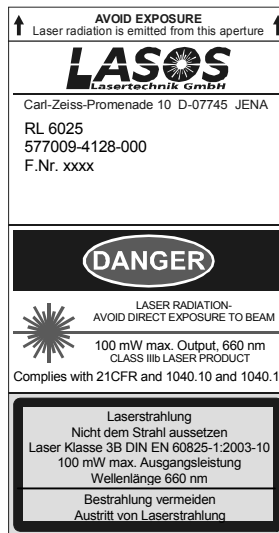 AVOID EXPOSURE
Laser radiation is emitted from this aperture
LASOS
Lasertechnik GmbH
Carl-Zeiss-Promenade 10 D-07745 JENA
RL 6025
577009-4128-000
F.Nr. xxxx
DANGER
LASER RADIATION-
AVOID DIRECT EXPOSURE TO BEAM
100 mW max. Output, 660 nm
CLASS IIIb LASER PRODUCT
Complies with 21CFR and 1040.10 and 1040.1
Laserstrahlung
Nicht dem Strahl aussetzen
Laser Klasse 3B DIN EN 60825-1:2003-10
100 mW max. Ausgangsleistung
Wellenlänge 660 nm
Bestrahlung vermeiden
Austritt von Laserstrahlung